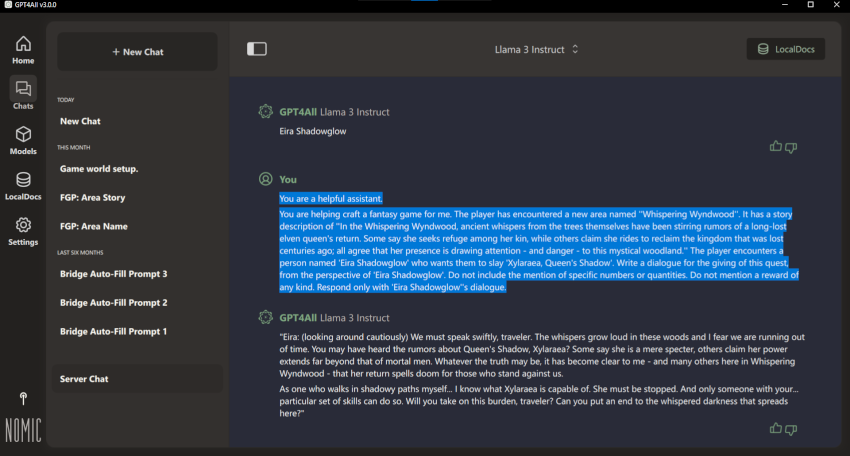 GPT4All v3.0.0
Home
Chats
Models
LocalDocs
Settings
NOMIC
+ New Chat
TODAY
New Chat
THIS MONTH
Game world setup.
FGP: Area Story
FGP: Area Name
LAST SIX MONTHS
Bridge Auto-Fill Prompt 3
Bridge Auto-Fill Prompt 2
Bridge Auto-Fill Prompt 1
Server Chat
Llama 3 Instruct
LocalDocs
GPT4All Llama 3 Instruct
Eira Shadowglow
You
You are a helpful assistant.
You are helping craft a fantasy game for me. The player has encountered a new area named "Whispering Wyndwood". It has a story
description of "In the Whispering Wyndwood, ancient whispers from the trees themselves have been stirring rumors of a long-lost
elven queen's return. Some say she seeks refuge among her kin, while others claim she rides to reclaim the kingdom that was lost
centuries ago; all agree that her presence is drawing attention - and danger - to this mystical woodland." The player encounters a
person named 'Eira Shadowglow' who wants them to slay 'Xylaraea, Queen's Shadow'. Write a dialogue for the giving of this quest,
from the perspective of 'Eira Shadowglow'. Do not include the mention of specific numbers or quantities. Do not mention a reward of
any kind. Respond only with 'Eira Shadowglow''s dialogue.
GPT4All Llama 3 Instruct
"Eira: (looking around cautiously) We must speak swiftly, traveler. The whispers grow loud in these woods and I fear we are running out
of time. You may have heard the rumors about Queen's Shadow, Xylaraea? Some say she is a mere specter, others claim her power
extends far beyond that of mortal men. Whatever the truth may be, it has become clear to me - and many others here in Whispering
Wyndwood - that her return spells doom for those who stand against us.
As one who walks in shadowy paths myself... I know what Xylaraea is capable of. She must be stopped. And only someone with your...
particular set of skills can do so. Will you take on this burden, traveler? Can you put an end to the whispered darkness that spreads
here?"